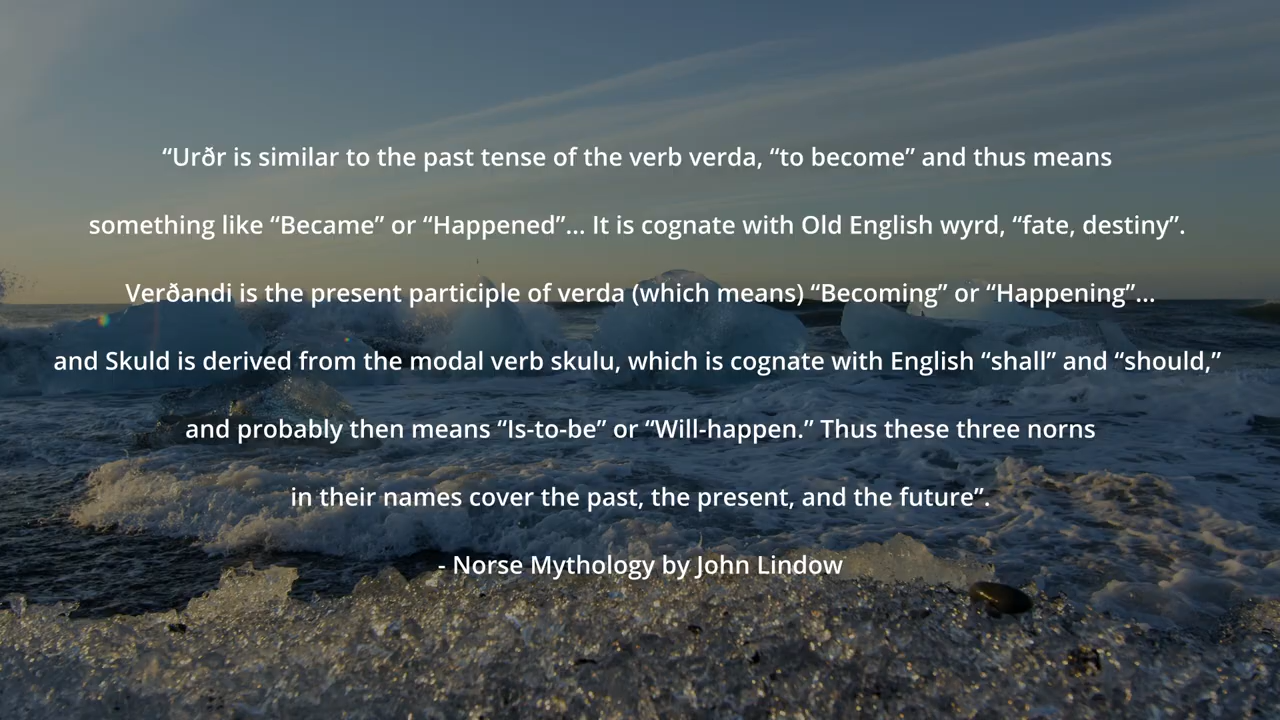 “Urðr is similar to the past tense of the verb verda, “to become” and thus means
something like “Became” or “Happened”... It is cognate with Old English wyrd, “fate, destiny”.
Verðandi is the present participle of verda (which means) “Becoming” or “Happening”...
and Skuld is derived from the modal verb skulu, which is cognate with English “shall” and “should,”
and probably then means “Is-to-be” or “Will-happen.” Thus these three norns
in their names cover the past, the present, and the future”.
- Norse Mythology by John Lindow